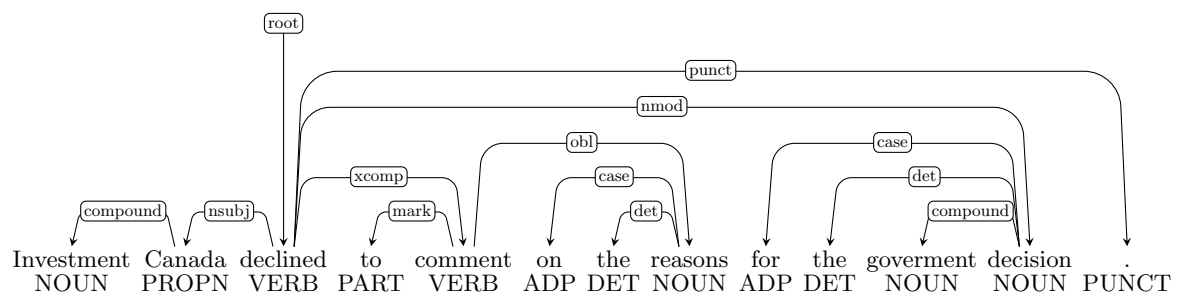 root
punct
nmod
obl case
xcomp case det
compound nsubj mark det compound
Investment Canada declined to comment on the reasons for the goverment decision .
NOUN PROPN VERB PART VERB ADP DET NOUN ADP DET NOUN NOUN PUNCT